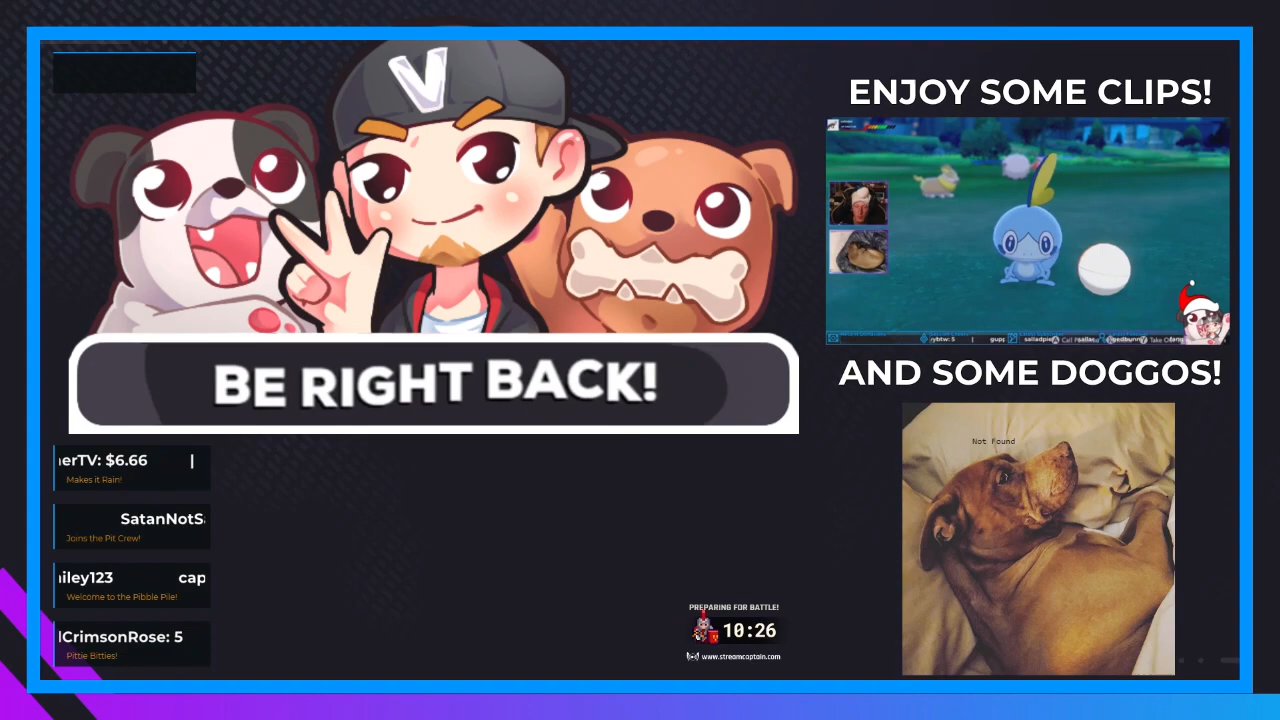 V
BE RIGHT BACK!
ENJOY SOME CLIPS!
AND SOME DOGGOS!
Not Found
erTV: $6.66 |
Makes it Rain!
SatanNotS
Joins the Pit Crew!
iley123 cap
Welcome to the Pibble Pile!
CrimsonRose: 5
Pittie Bitties!
PREPARING FOR BATTLE!
10:26
www.streamcaptain.com